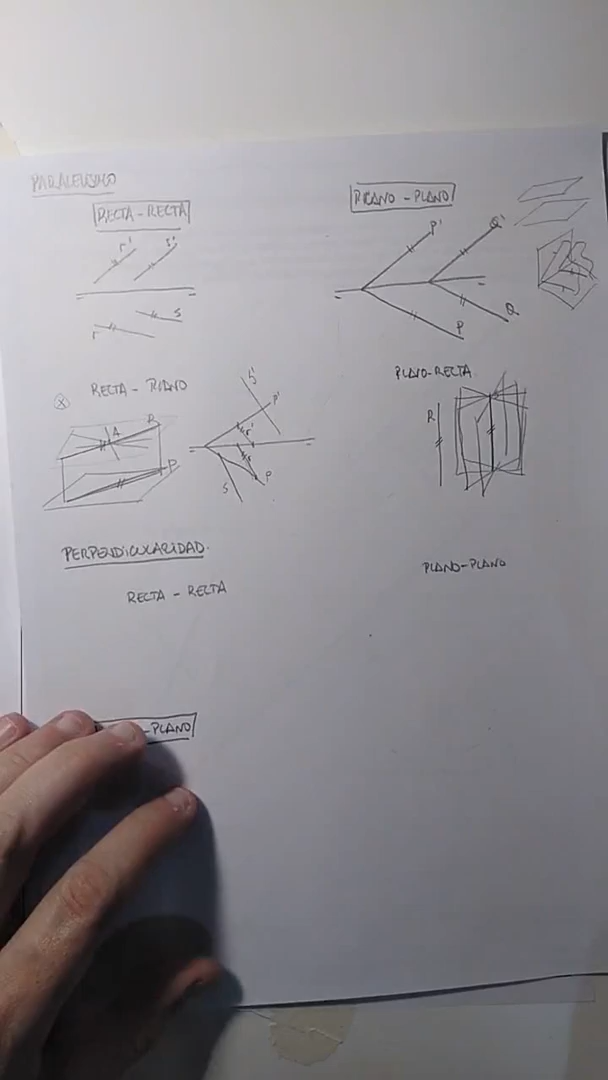 PARALELISMO
RECTA - RECTA
r' s'
s
r
PLANO - PLANO
P' Q'
P Q
RECTA - PLANO
A R
P
s' P'
r'
r
s P
PLANO-RECTA
R
PERPENDICULARIDAD.
RECTA - RECTA
PLANO-PLANO
-PLANO